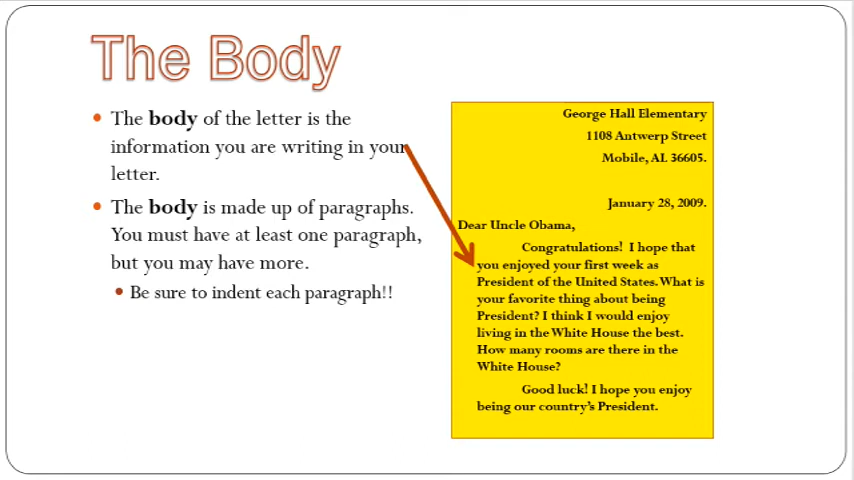 The Body
The body of the letter is the
information you are writing in your
letter.
The body is made up of paragraphs.
You must have at least one paragraph,
but you may have more.
Be sure to indent each paragraph!!
George Hall Elementary
1108 Antwerp Street
Mobile, AL 36605.
January 28, 2009.
Dear Uncle Obama,
Congratulations! I hope that
you enjoyed your first week as
President of the United States. What is
your favorite thing about being
President? I think I would enjoy
living in the White House the best.
How many rooms are there in the
White House?
Good luck! I hope you enjoy
being our country's President.